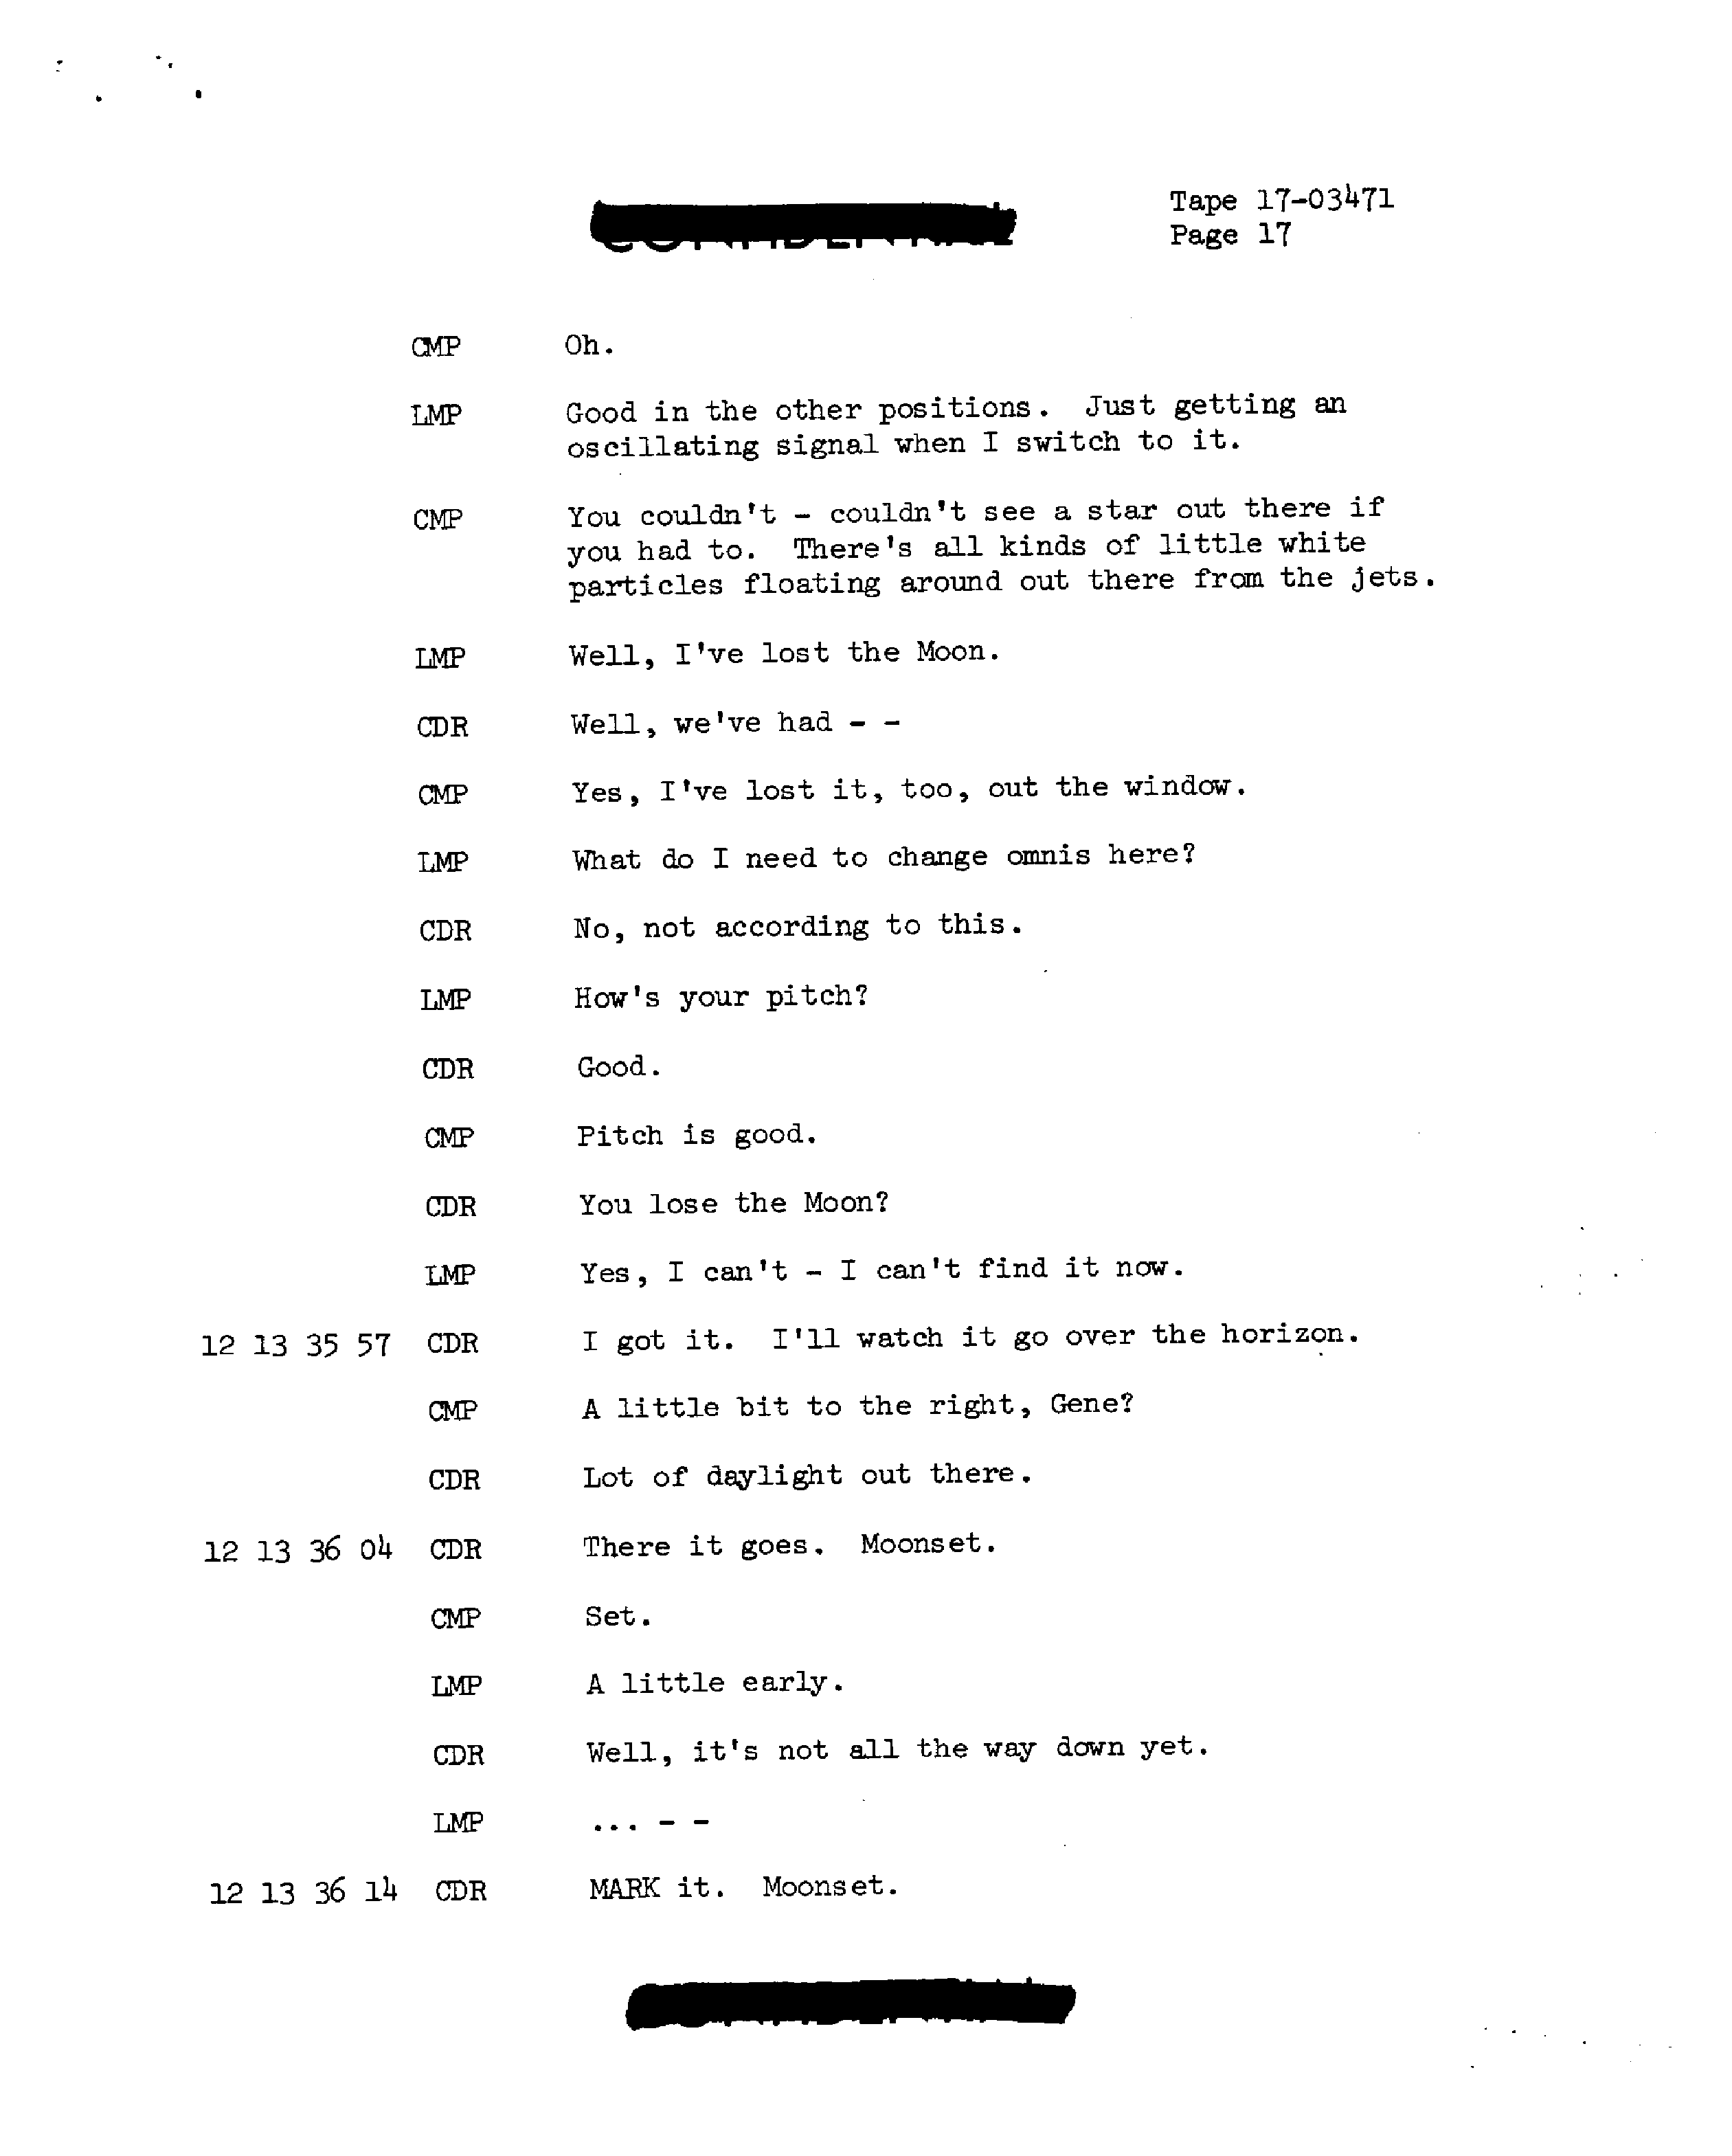 Tape 17-03471
Page 17
CMP Oh.
LMP Good in the other positions. Just getting an
oscillating signal when I switch to it.
CMP You couldn't - couldn't see a star out there if
you had to. There's all kinds of little white
particles floating around out there from the jets.
LMP Well, I've lost the Moon.
CDR Well, we've had - -
CMP Yes, I've lost it, too, out the window.
LMP What do I need to change omnis here?
CDR No, not according to this.
LMP How's your pitch?
CDR Good.
CMP Pitch is good.
CDR You lose the Moon?
LMP Yes, I can't - I can't find it now.
12 13 35 57 CDR I got it. I'll watch it go over the horizon.
CMP A little bit to the right, Gene?
CDR Lot of daylight out there.
12 13 36 04 CDR There it goes. Moonset.
CMP Set.
LMP A little early.
CDR Well, it's not all the way down yet.
LMP ... - -
12 13 36 14 CDR MARK it. Moonset.